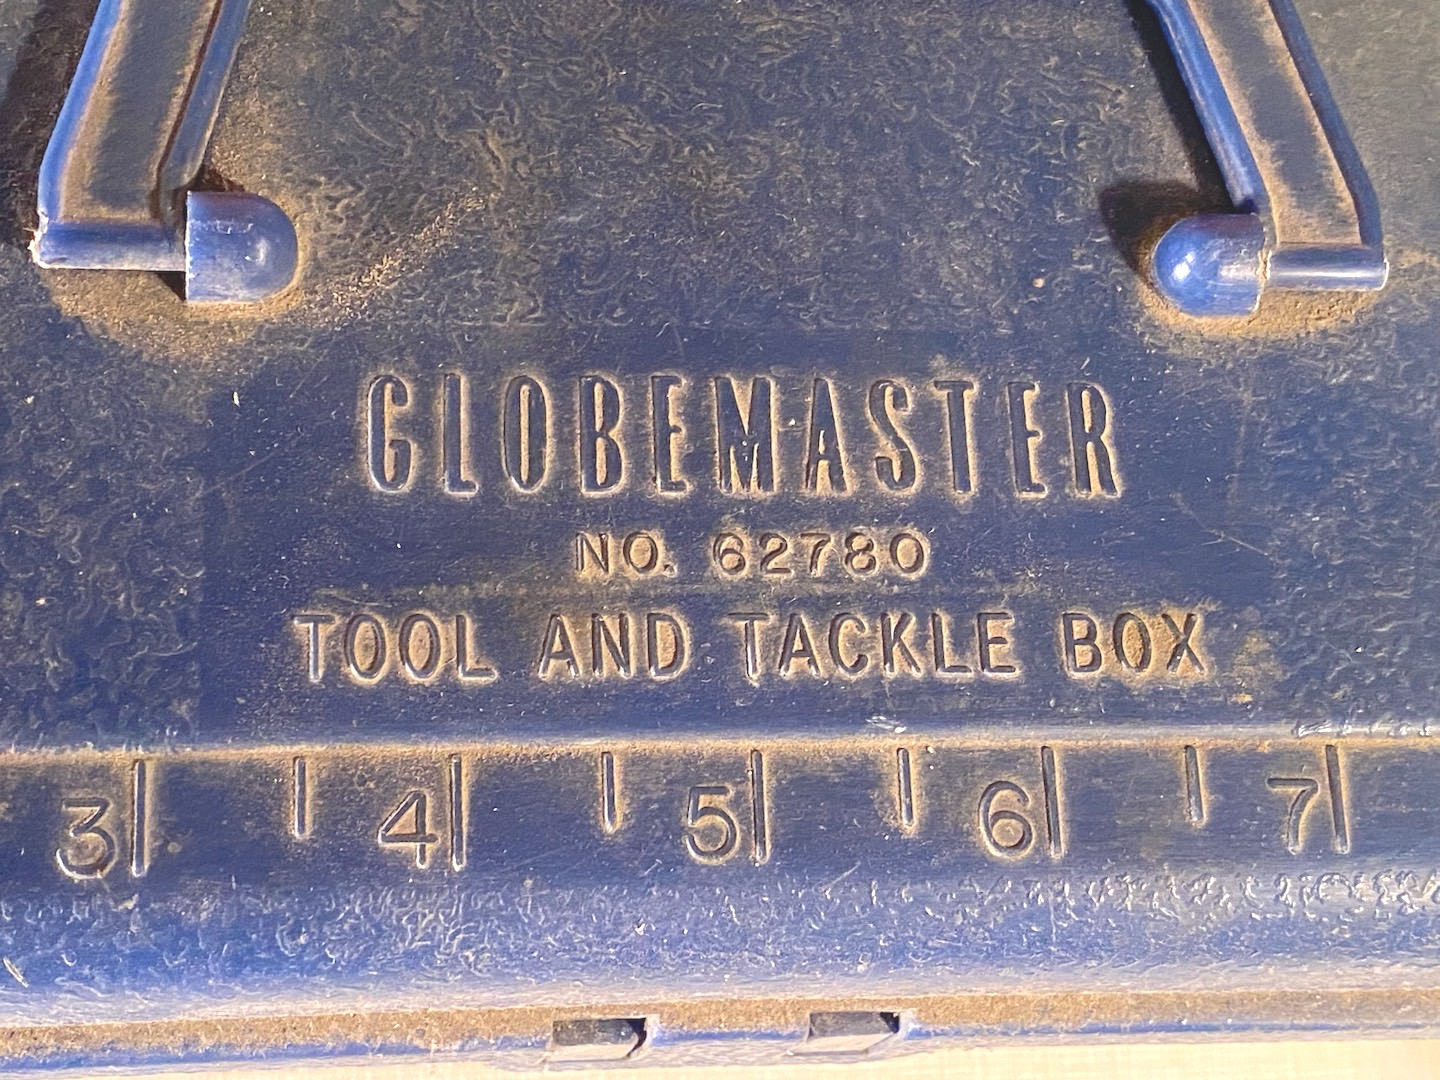 GLOBEMASTER
NO. 62780
TOOL AND TACKLE BOX
3 4 5 6 7